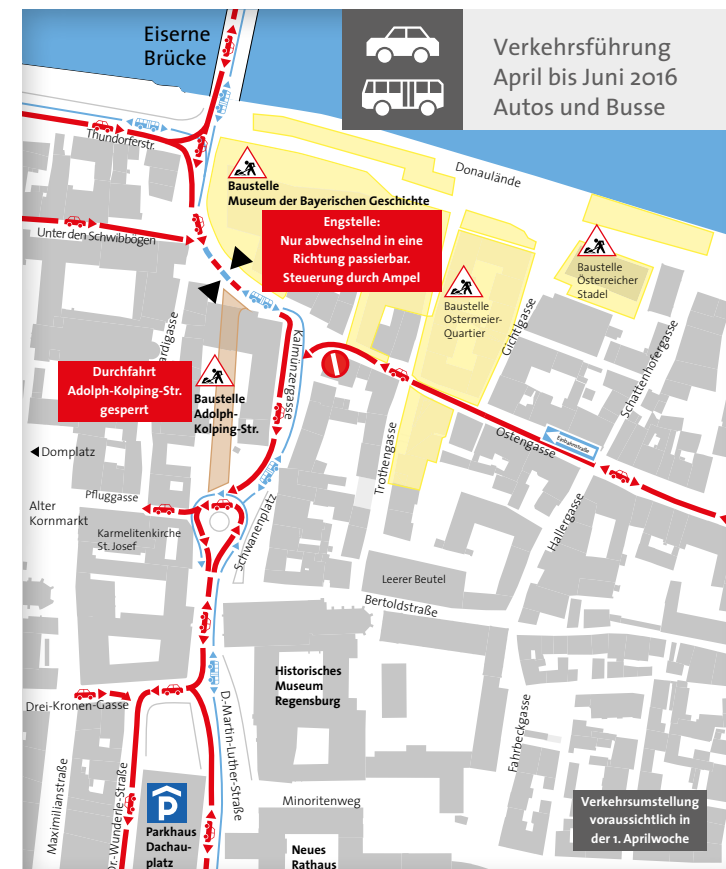 Eiserne
Brücke
Verkehrsführung
April bis Juni 2016
Autos und Busse
Thundorferstr.
Donaulände
Baustelle
Museum der Bayerischen Geschichte
Unter den Schwibbögen
Engstelle:
Nur abwechselnd in eine
Richtung passierbar.
Steuerung durch Ampel
Baustelle
Österreicher
Stadel
Baustelle
Ostermeier-
Quartier
Gichtlgasse
Schattenhofergasse
Kalmünzergasse
ardigasse
Durchfahrt
Adolph-Kolping-Str.
gesperrt
Baustelle
Adolph-
Kolping-Str.
Ostengasse
Einbahnstraße
Trothengasse
Domplatz
Pfluggasse
Alter
Kornmarkt
Schwanenplatz
Hallergasse
Karmelitenkirche
St. Josef
Leerer Beutel
Bertoldstraße
Historisches
Museum
Regensburg
Drei-Kronen-Gasse
D.-Martin-Luther-Straße
Fahrbeckgasse
Maximilianstraße
Dr.-Wunderle-Straße
P
Parkhaus
Dachau-
platz
Minoritenweg
Neues
Rathaus
Verkehrsumstellung
voraussichtlich in
der 1. Aprilwoche